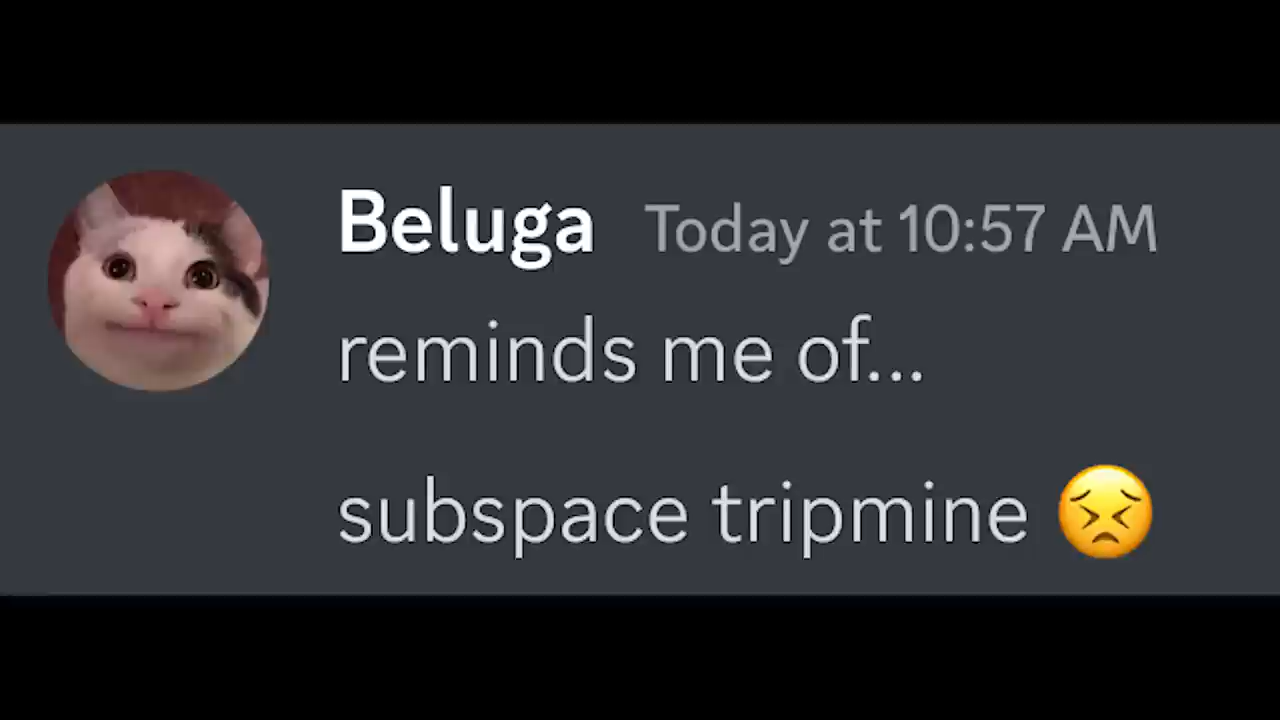 Beluga Today at 10:57 AM
reminds me of...
subspace tripmine 😣